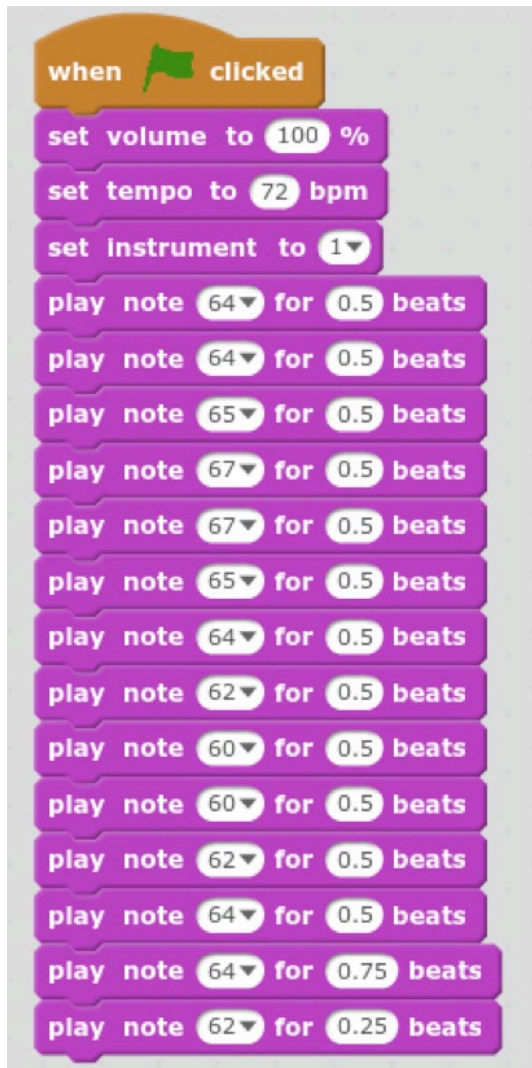 when clicked
set volume to 100 %
set tempo to 72 bpm
set instrument to 1
play note 64 for 0.5 beats
play note 64 for 0.5 beats
play note 65 for 0.5 beats
play note 67 for 0.5 beats
play note 67 for 0.5 beats
play note 65 for 0.5 beats
play note 64 for 0.5 beats
play note 62 for 0.5 beats
play note 60 for 0.5 beats
play note 60 for 0.5 beats
play note 62 for 0.5 beats
play note 64 for 0.5 beats
play note 64 for 0.75 beats
play note 62 for 0.25 beats